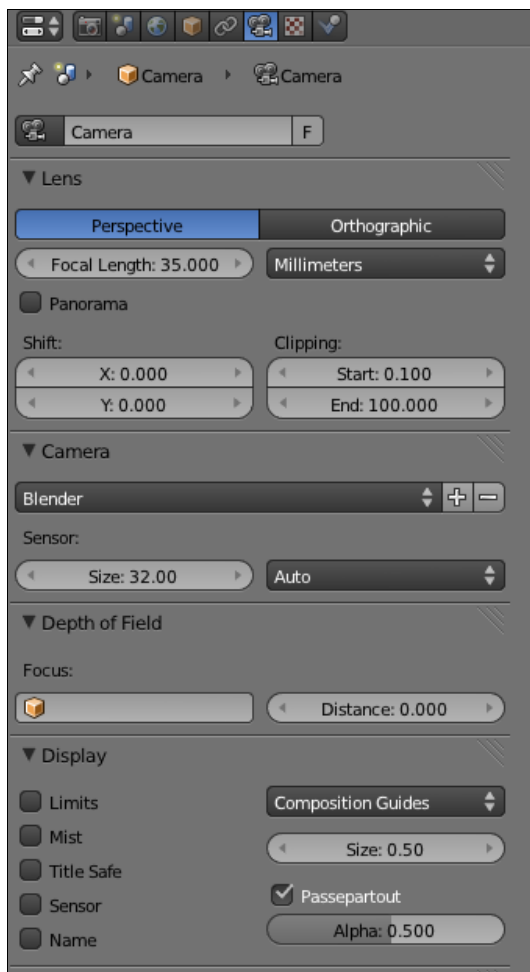 Camera Camera
Camera F
Lens
Perspective Orthographic
Focal Length: 35.000 Millimeters
Panorama
Shift: Clipping:
X: 0.000 Start: 0.100
Y: 0.000 End: 100.000
Camera
Blender
Sensor:
Size: 32.00 Auto
Depth of Field
Focus:
Distance: 0.000
Display
Limits Composition Guides
Mist Size: 0.50
Title Safe
Sensor Passepartout
Name Alpha: 0.500